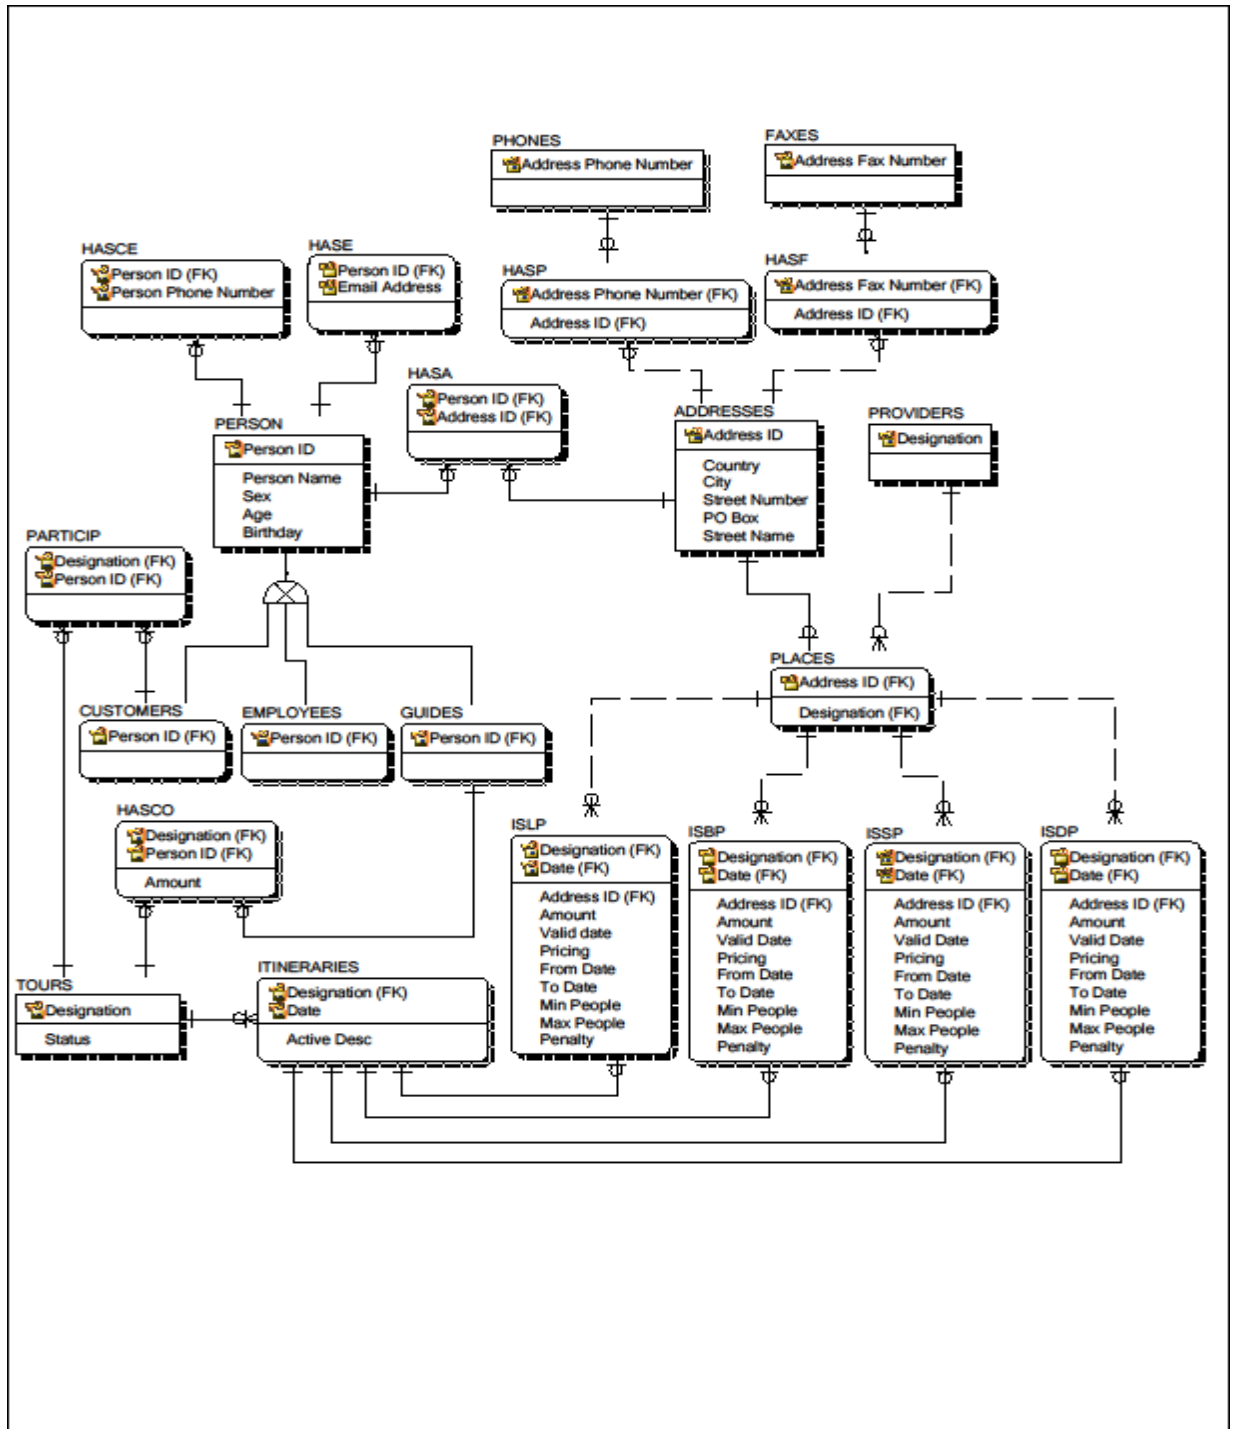 PHONES
Address Phone Number
FAXES
Address Fax Number
HASCE
Person ID (FK)
Person Phone Number
HASE
Person ID (FK)
Email Address
HASP
Address Phone Number (FK)
Address ID (FK)
HASF
Address Fax Number (FK)
Address ID (FK)
HASA
Person ID (FK)
Address ID (FK)
PERSON
Person ID
Person Name
Sex
Age
Birthday
ADDRESSES
Address ID
Country
City
Street Number
PO Box
Street Name
PROVIDERS
Designation
PARTICIP
Designation (FK)
Person ID (FK)
PLACES
Address ID (FK)
Designation (FK)
CUSTOMERS
Person ID (FK)
EMPLOYEES
Person ID (FK)
GUIDES
Person ID (FK)
HASCO
Designation (FK)
Person ID (FK)
Amount
ISLP
Designation (FK)
Date (FK)
Address ID (FK)
Amount
Valid date
Pricing
From Date
To Date
Min People
Max People
Penalty
ISBP
Designation (FK)
Date (FK)
Address ID (FK)
Amount
Valid Date
Pricing
From Date
To Date
Min People
Max People
Penalty
ISSP
Designation (FK)
Date (FK)
Address ID (FK)
Amount
Valid Date
Pricing
From Date
To Date
Min People
Max People
Penalty
ISDP
Designation (FK)
Date (FK)
Address ID (FK)
Amount
Valid Date
Pricing
From Date
To Date
Min People
Max People
Penalty
TOURS
Designation
Status
ITINERARIES
Designation (FK)
Date
Active Desc